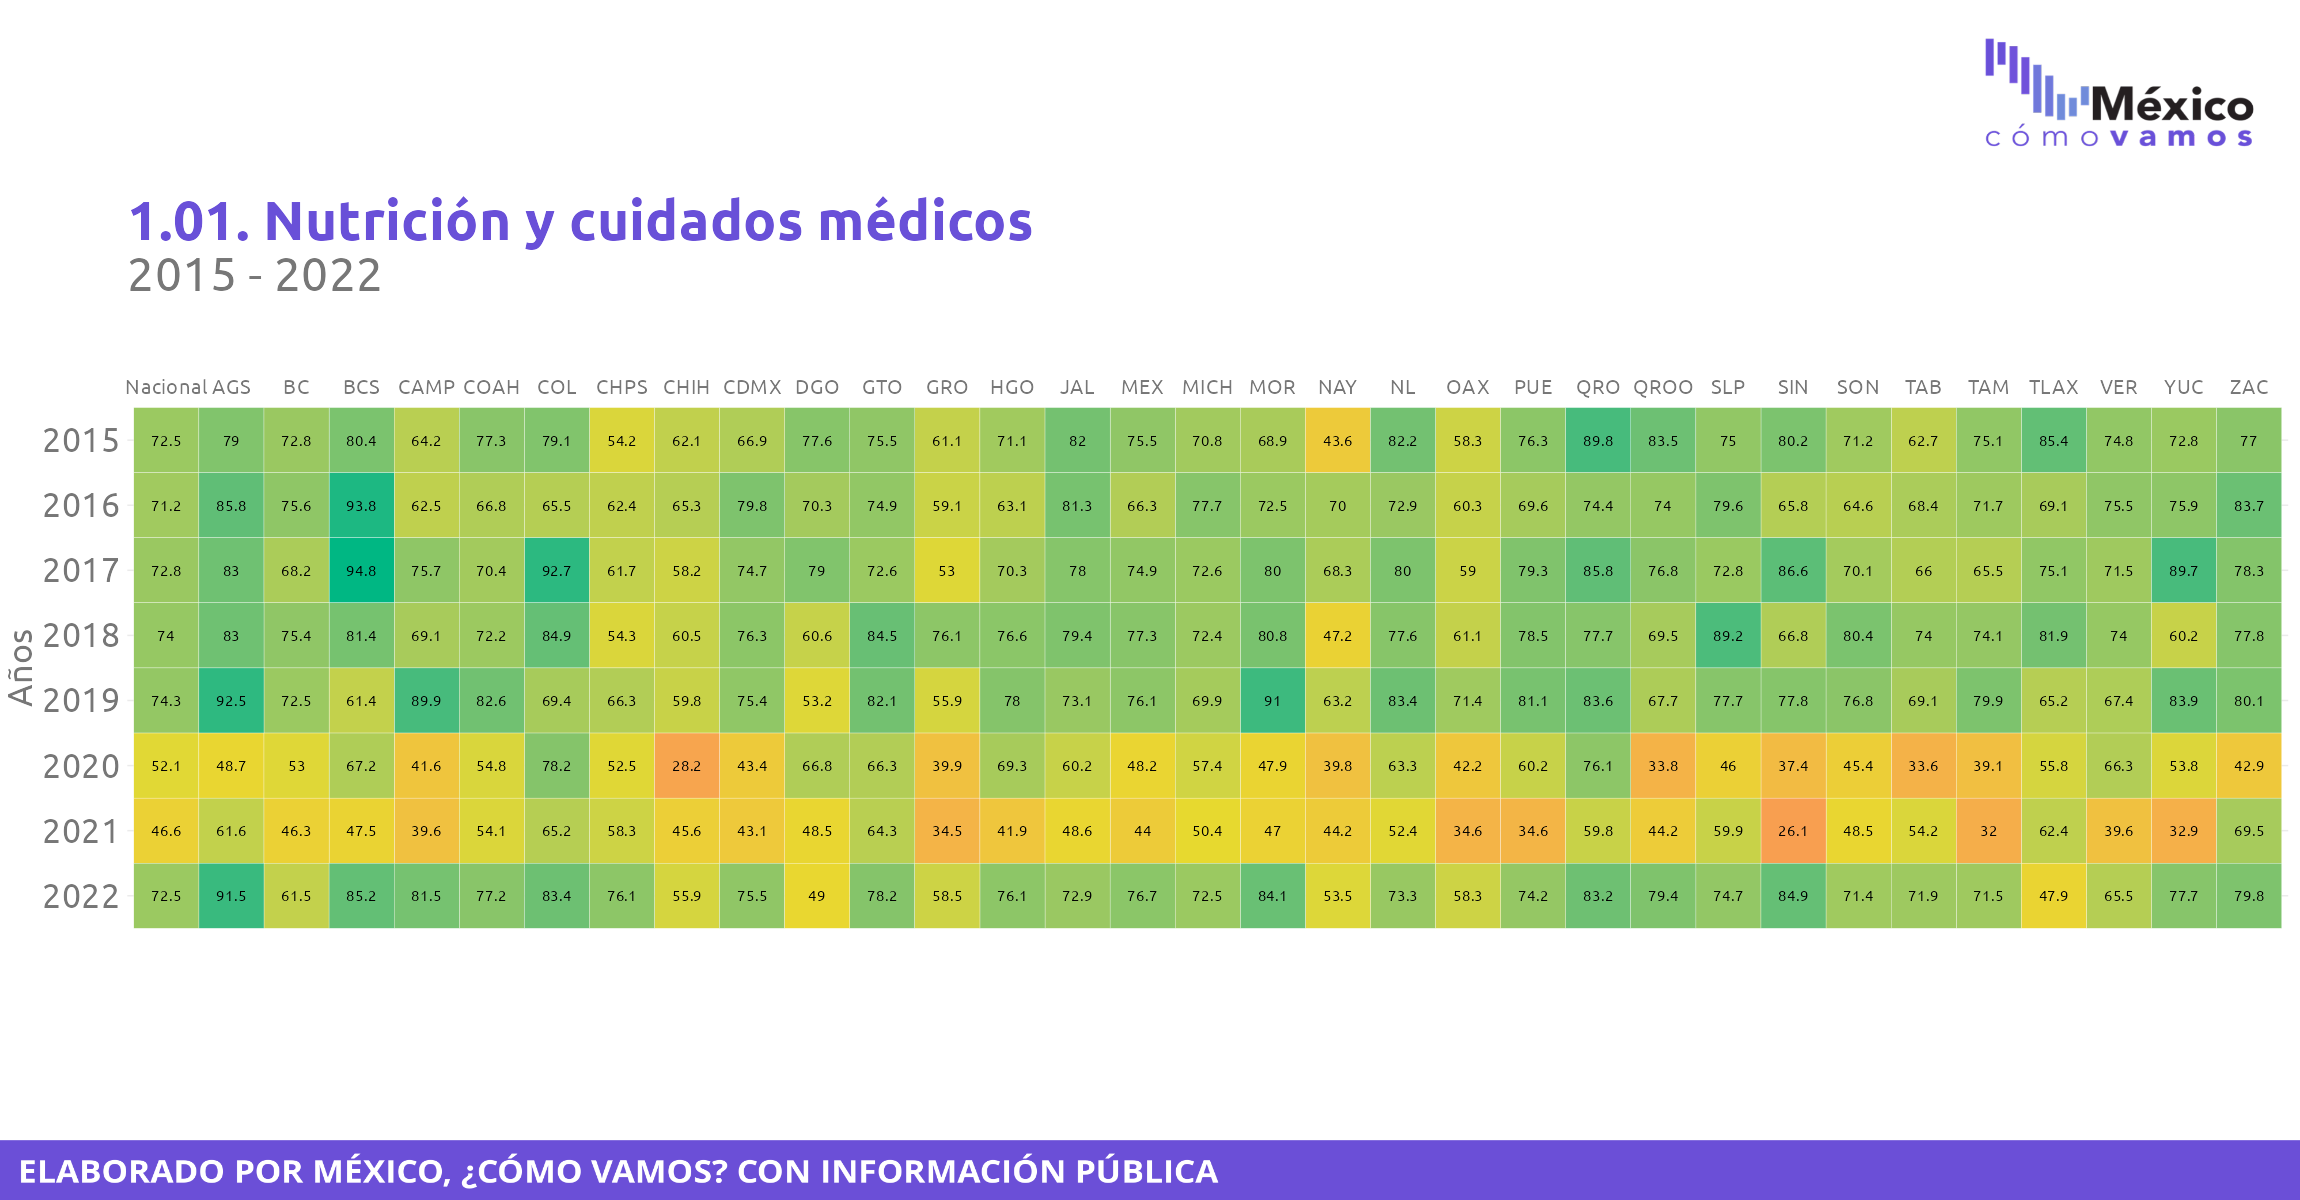 México
cómovamos
1.01. Nutrición y cuidados médicos
2015 - 2022
Nacional AGS BC BCS CAMP COAH COL CHPS CHIH CDMX DGO GTO GRO HGO JAL MEX MICH MOR NAY NL OAX PUE QRO QROO SLP SIN SON TAB TAM TLAX VER YUC ZAC
2015 72.5 79 72.8 80.4 64.2 77.3 79.1 54.2 62.1 66.9 77.6 75.5 61.1 71.1 82 75.5 70.8 68.9 43.6 82.2 58.3 76.3 89.8 83.5 75 80.2 71.2 62.7 75.1 85.4 74.8 72.8 77
2016 71.2 85.8 75.6 93.8 62.5 66.8 65.5 62.4 65.3 79.8 70.3 74.9 59.1 63.1 81.3 66.3 77.7 72.5 70 72.9 60.3 69.6 74.4 74 79.6 65.8 64.6 68.4 71.7 69.1 75.5 75.9 83.7
2017 72.8 83 68.2 94.8 75.7 70.4 92.7 61.7 58.2 74.7 79 72.6 53 70.3 78 74.9 72.6 80 68.3 80 59 79.3 85.8 76.8 72.8 86.6 70.1 66 65.5 75.1 71.5 89.7 78.3
2018 74 83 75.4 81.4 69.1 72.2 84.9 54.3 60.5 76.3 60.6 84.5 76.1 76.6 79.4 77.3 72.4 80.8 47.2 77.6 61.1 78.5 77.7 69.5 89.2 66.8 80.4 74 74.1 81.9 74 60.2 77.8
Años
2019 74.3 92.5 72.5 61.4 89.9 82.6 69.4 66.3 59.8 75.4 53.2 82.1 55.9 78 73.1 76.1 69.9 91 63.2 83.4 71.4 81.1 83.6 67.7 77.7 77.8 76.8 69.1 79.9 65.2 67.4 83.9 80.1
2020 52.1 48.7 53 67.2 41.6 54.8 78.2 52.5 28.2 43.4 66.8 66.3 39.9 69.3 60.2 48.2 57.4 47.9 39.8 63.3 42.2 60.2 76.1 33.8 46 37.4 45.4 33.6 39.1 55.8 66.3 53.8 42.9
2021 46.6 61.6 46.3 47.5 39.6 54.1 65.2 58.3 45.6 43.1 48.5 64.3 34.5 41.9 48.6 44 50.4 47 44.2 52.4 34.6 34.6 59.8 44.2 59.9 26.1 48.5 54.2 32 62.4 39.6 32.9 69.5
2022 72.5 91.5 61.5 85.2 81.5 77.2 83.4 76.1 55.9 75.5 49 78.2 58.5 76.1 72.9 76.7 72.5 84.1 53.5 73.3 58.3 74.2 83.2 79.4 74.7 84.9 71.4 71.9 71.5 47.9 65.5 77.7 79.8
ELABORADO POR MÉXICO, ¿CÓMO VAMOS? CON INFORMACIÓN PÚBLICA